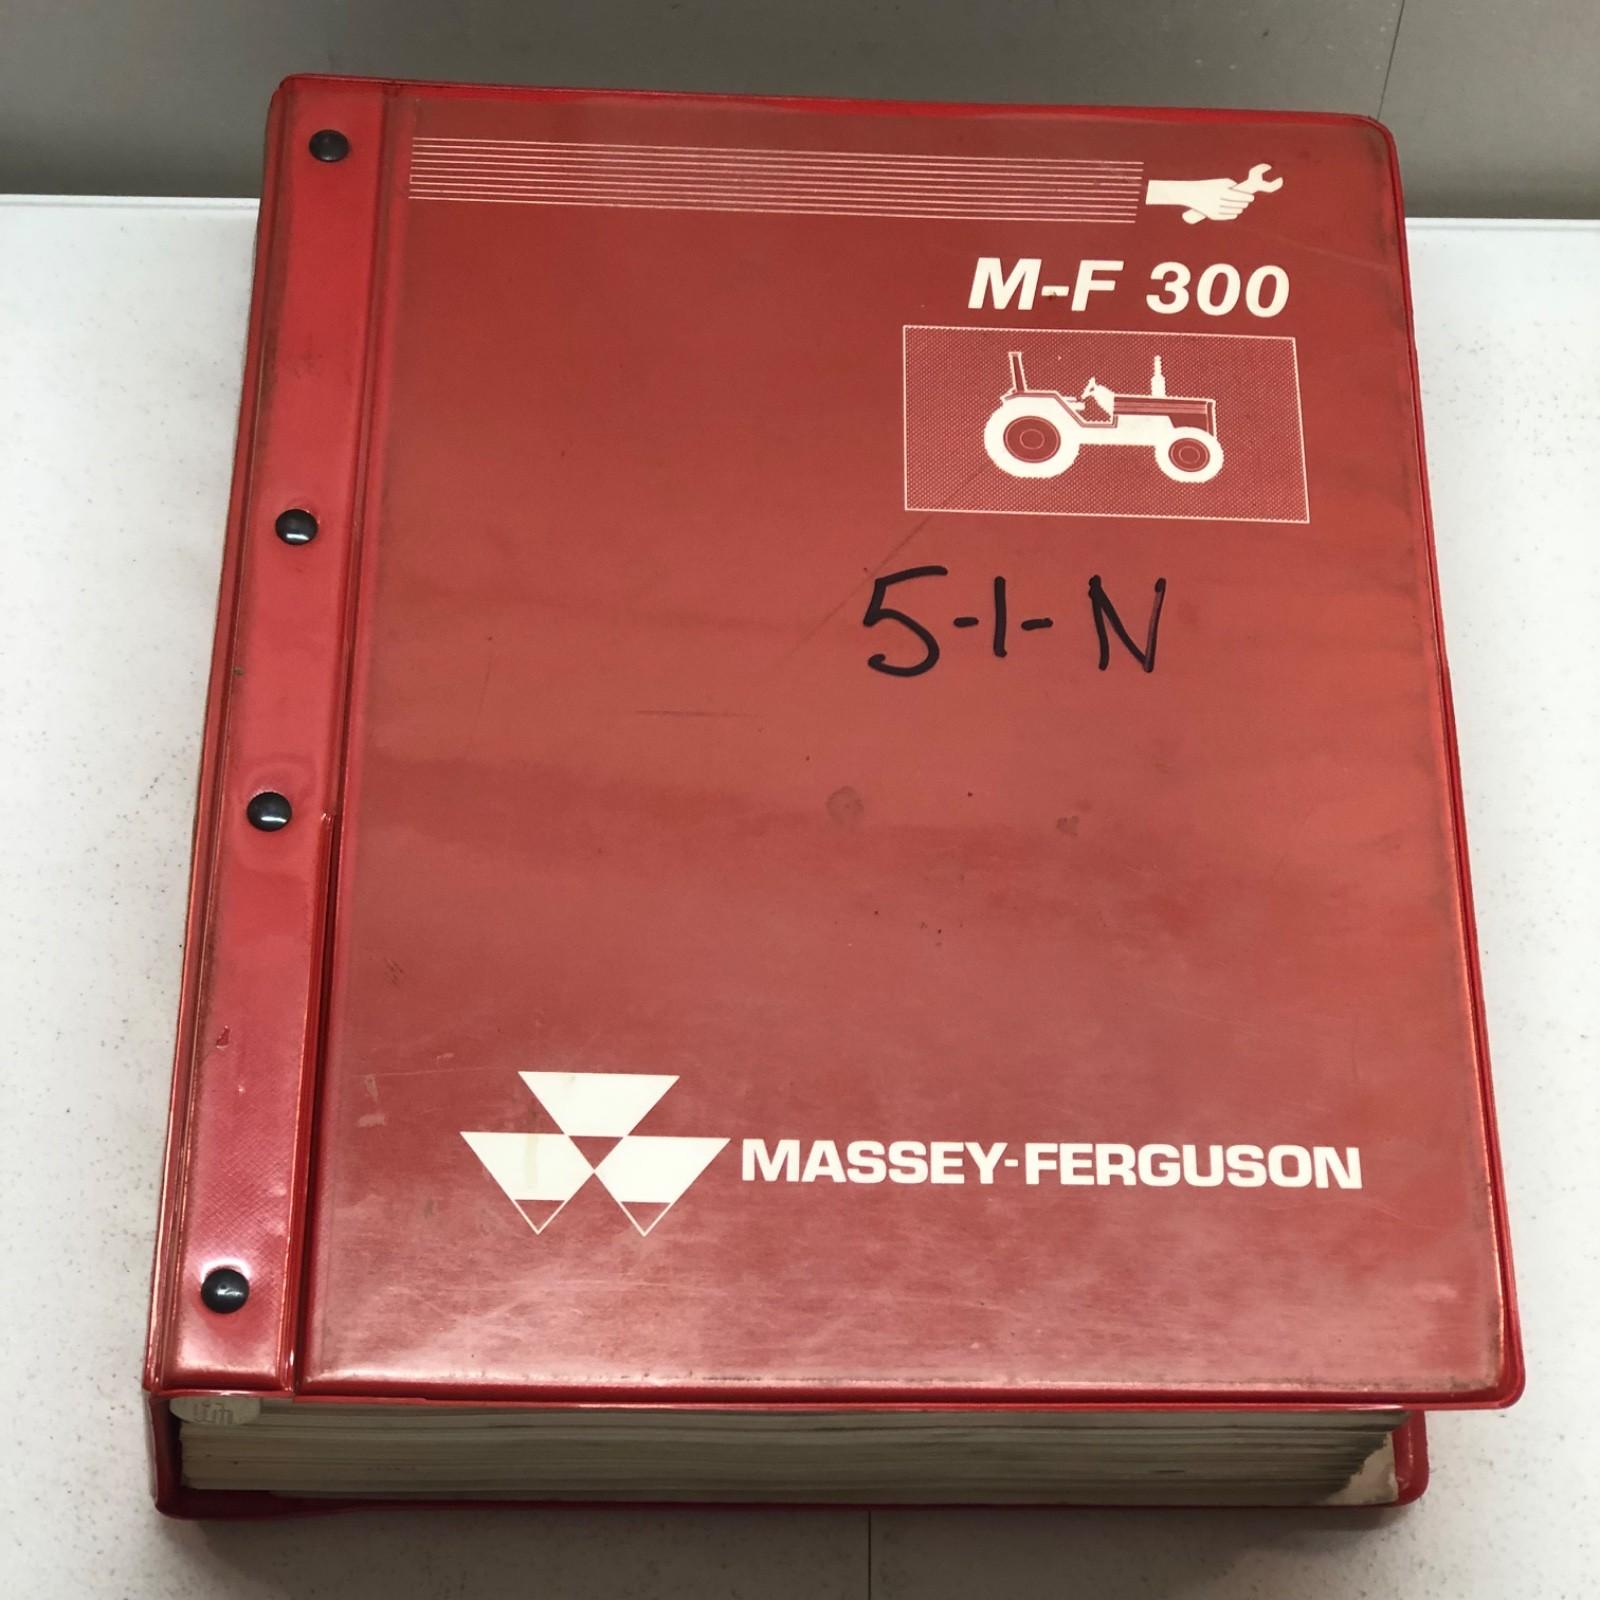 M-F 300
5-1-N
MASSEY-FERGUSON